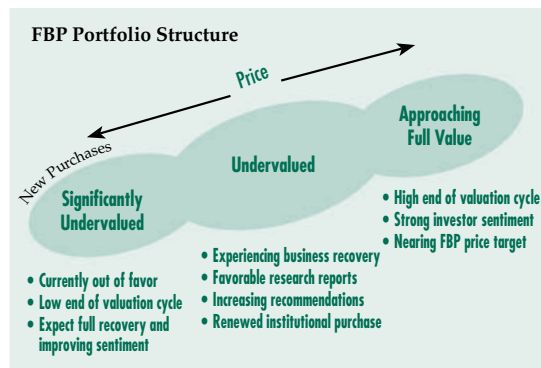 FBP Portfolio Structure
Price
New Purchases
Significantly
Undervalued
Undervalued
Approaching
Full Value
• Currently out of favor
• Low end of valuation cycle
• Expect full recovery and
improving sentiment
• Experiencing business recovery
• Favorable research reports
• Increasing recommendations
• Renewed institutional purchase
• High end of valuation cycle
• Strong investor sentiment
• Nearing FBP price target